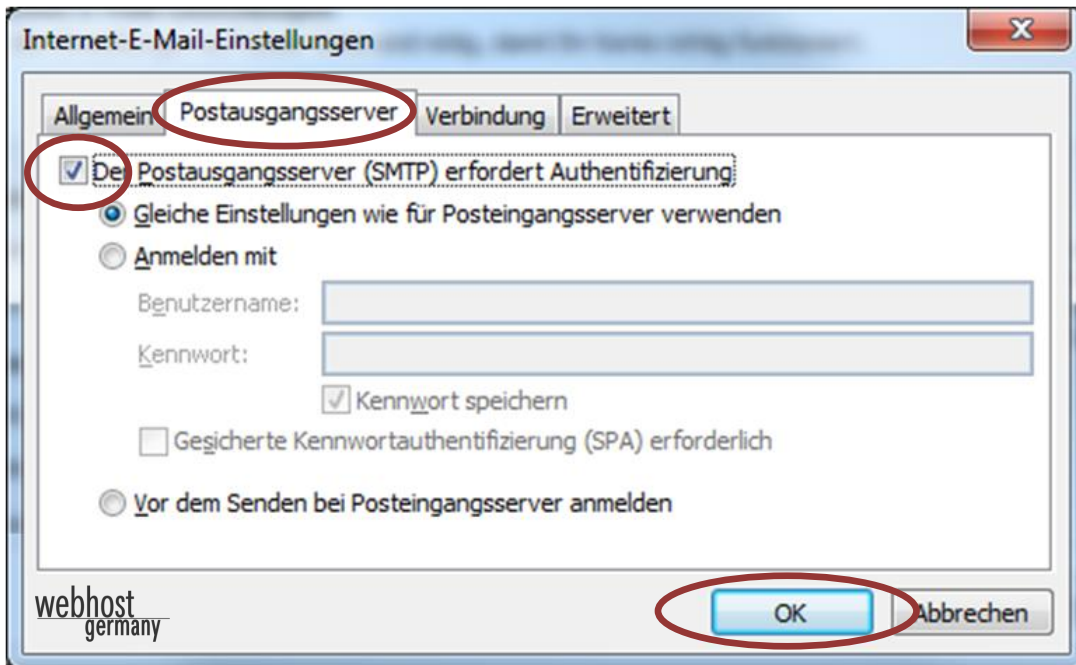 Internet-E-Mail-Einstellungen
Allgemein Postausgangsserver Verbindung Erweitert
Der Postausgangsserver (SMTP) erfordert Authentifizierung
Gleiche Einstellungen wie für Posteingangsserver verwenden
Anmelden mit
Benutzername:
Kennwort:
Kennwort speichern
Gesicherte Kennwortauthentifizierung (SPA) erforderlich
Vor dem Senden bei Posteingangsserver anmelden
webhost
germany
OK Abbrechen